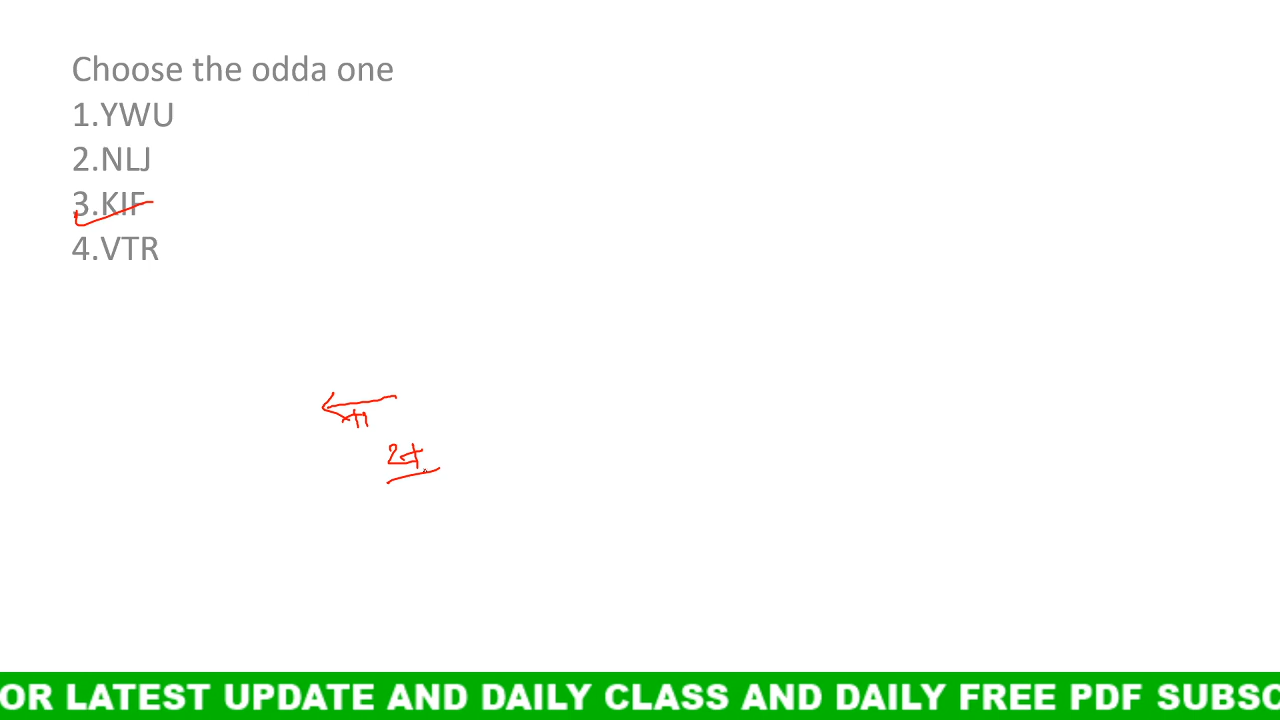 Choose the odda one
1.YWU
2.NLJ
3.KIF
4.VTR
2+
OR LATEST UPDATE AND DAILY CLASS AND DAILY FREE PDF SUBSC